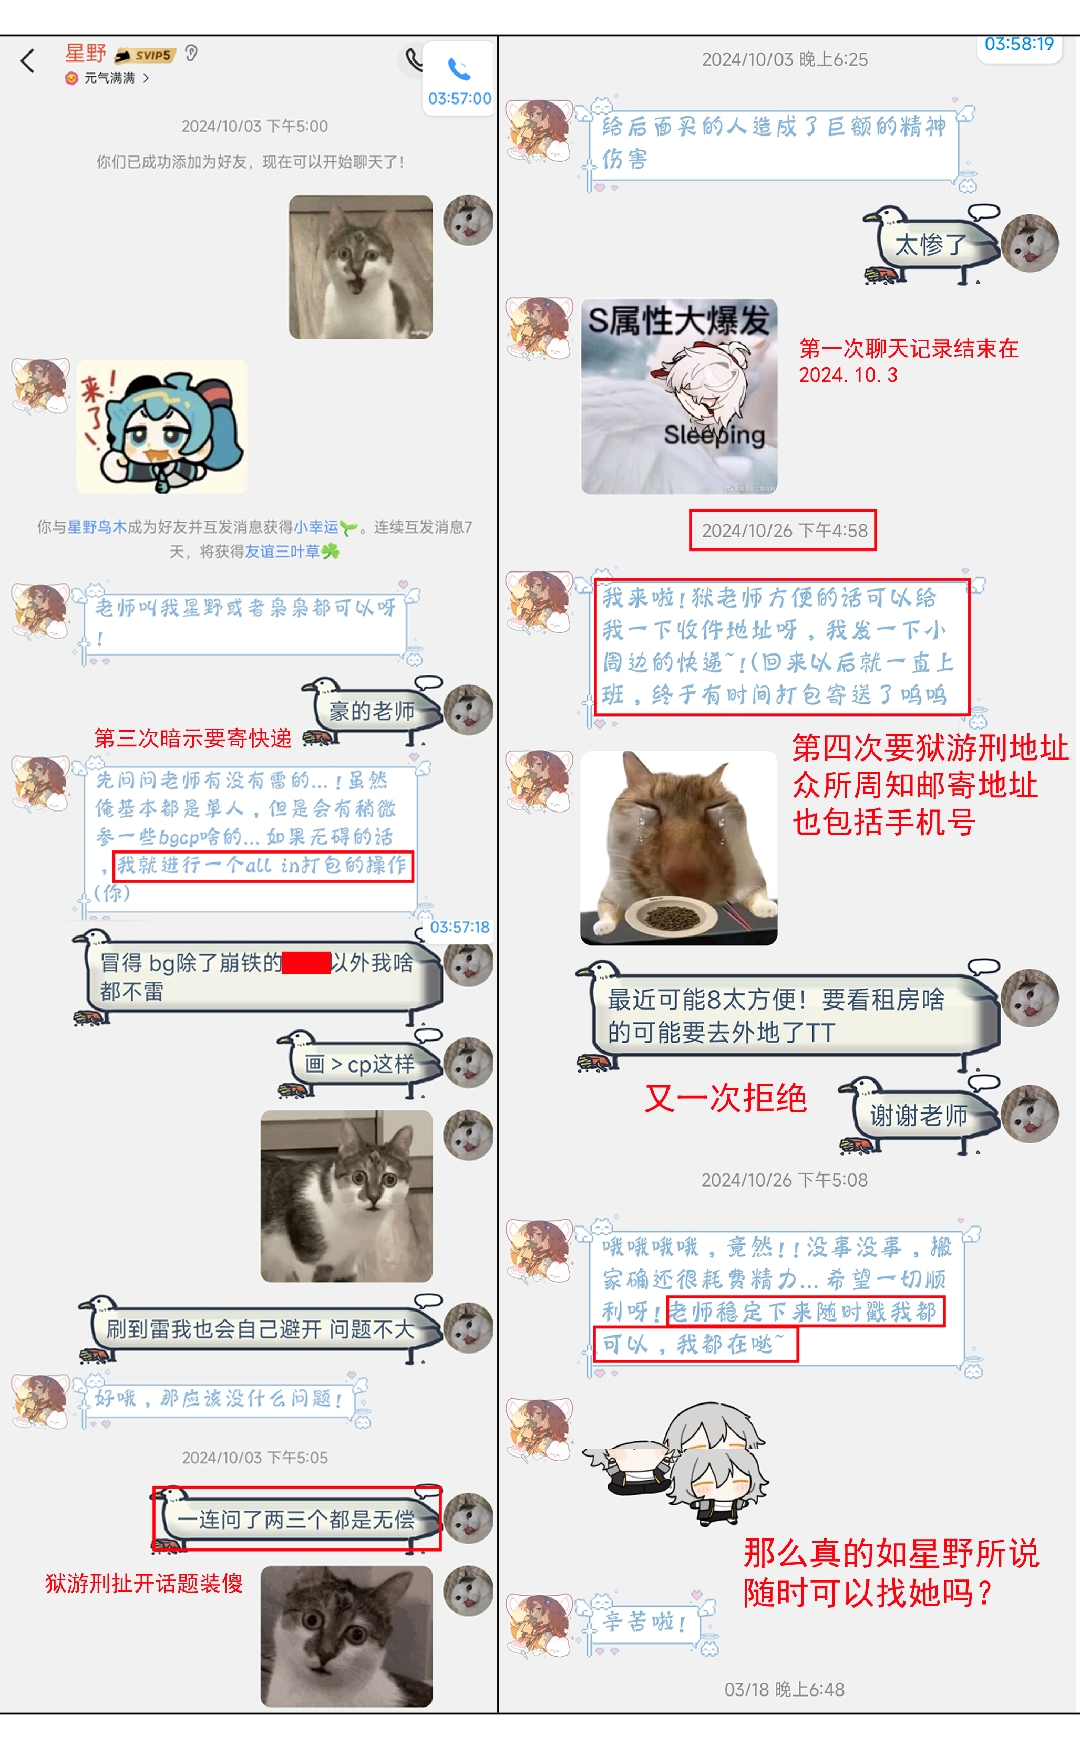 星野 SVIP5
元气满满
03:57:00
2024/10/03 下午5:00
你们已成功添加为好友，现在可以开始聊天了！
来了！
你与星野鸟木成为好友并互发消息获得小幸运。连续互发消息7
天，将获得友谊三叶草
老师叫我星野或者枭枭都可以呀
！
豪的老师
第三次暗示要寄快递
先问问老师有没有雷的...！虽然
俺基本都是单人，但是会有稍微
参一些bgcp啥的...如果无碍的话
，我就进行一个all in打包的操作
(你)
03:57:18
冒得 bg除了崩铁的 以外我啥
都不雷
画＞cp这样
刷到雷我也会自己避开 问题不大
好哦，那应该没什么问题！
2024/10/03 下午5:05
一连问了两三个都是无偿
狱游刑扯开话题装傻
2024/10/03 晚上6:25
03:58:19
给后面买的人造成了巨额的精神
伤害
太惨了
S属性大爆发
Sleeping
第一次聊天记录结束在
2024.10.3
2024/10/26 下午4:58
我来啦！狱老师方便的话可以给
我一下收件地址呀，我发一下小
周边的快递~！(回来以后就一直上
班，终于有时间打包寄送了呜呜
第四次要狱游刑地址
众所周知邮寄地址
也包括手机号
最近可能8太方便！要看租房啥
的可能要去外地了TT
又一次拒绝
谢谢老师
2024/10/26 下午5:08
哦哦哦哦，竟然！！没事没事，搬
家确还很耗费精力...希望一切顺
利呀！老师稳定下来随时戳我都
可以，我都在哒~
那么真的如星野所说
随时可以找她吗？
辛苦啦！
03/18 晚上6:48